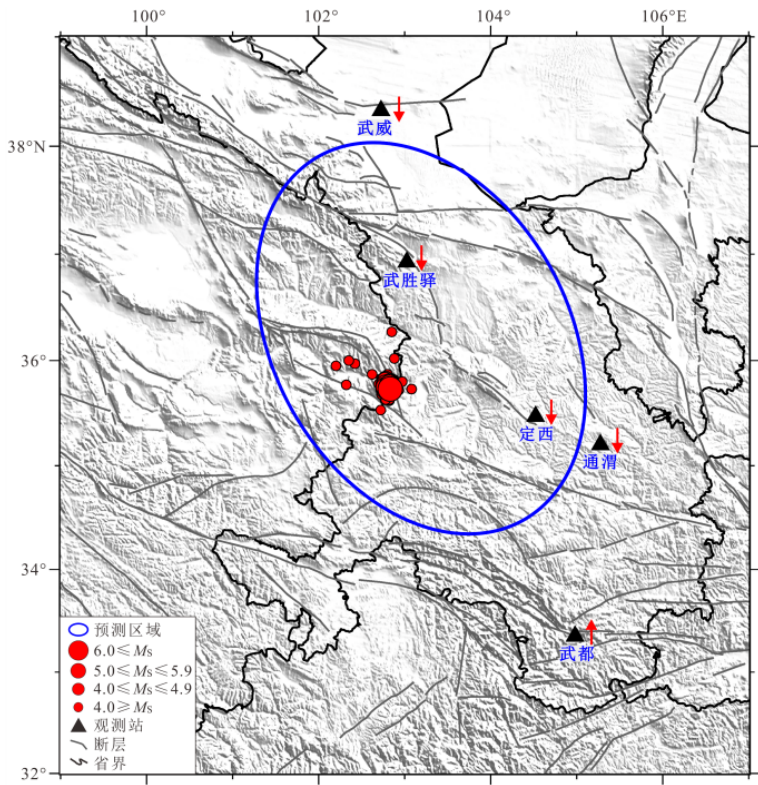 100°
102°
104°
106°E
38°N
36°
34°
32°
武威
武胜驿
定西
通渭
武都
预测区域
6.0≤Ms
5.0≤Ms≤5.9
4.0≤Ms≤4.9
4.0≥Ms
观测站
断层
省界